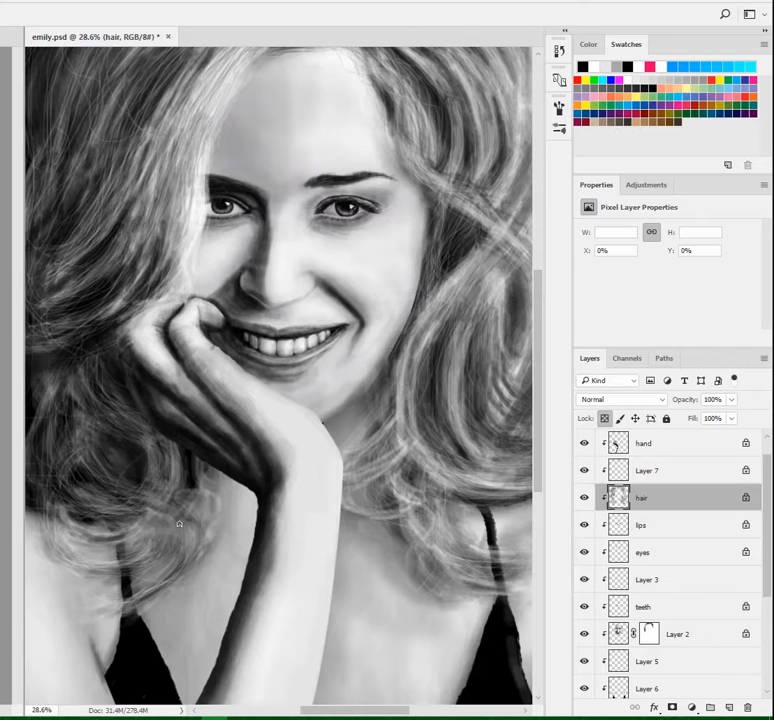 emily.psd @ 28.6% (hair, RGB/8#) * ×
Color Swatches
Properties Adjustments
Pixel Layer Properties
W: H:
X: 0% Y: 0%
Layers Channels Paths
Kind
Normal Opacity: 100%
Lock: Fill: 100%
hand
Layer 7
hair
lips
eyes
Layer 3
teeth
Layer 2
Layer 5
Layer 6
28.6% Doc: 31.4M/278.4M